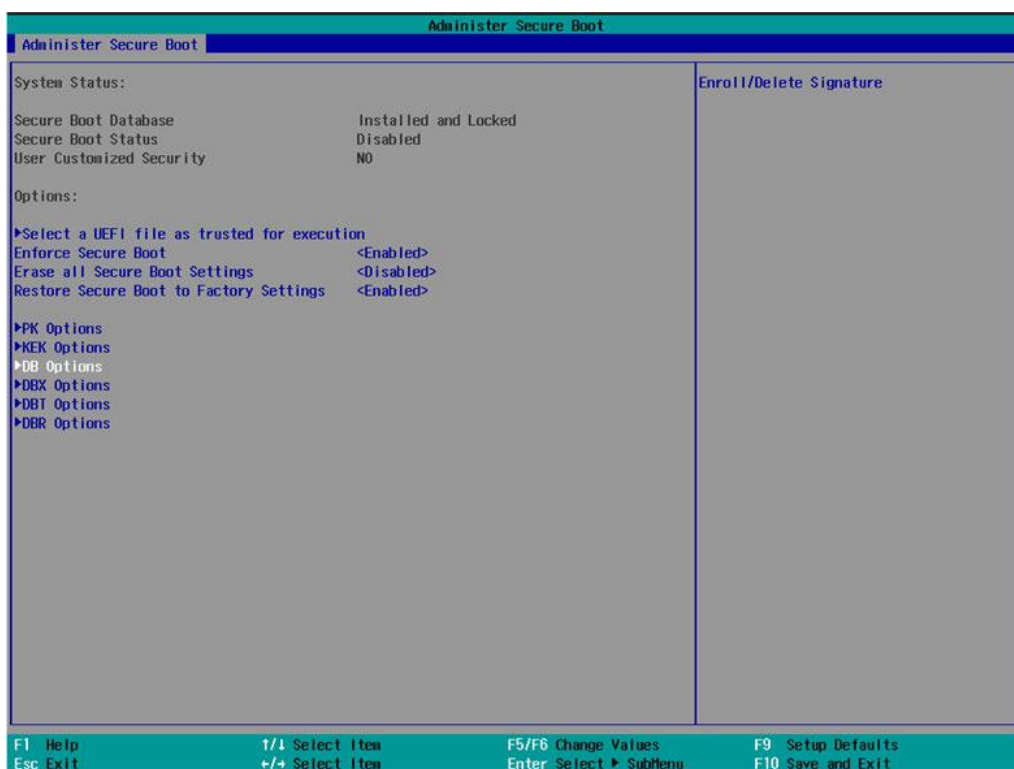 Administer Secure Boot
Administer Secure Boot
System Status:
Enroll/Delete Signature
Secure Boot Database Installed and Locked
Secure Boot Status Disabled
User Customized Security NO
Options:
▶Select a UEFI file as trusted for execution
Enforce Secure Boot <Enabled>
Erase all Secure Boot Settings <Disabled>
Restore Secure Boot to Factory Settings <Enabled>
▶PK Options
▶KEK Options
▶DB Options
▶DBX Options
▶DBT Options
▶DBR Options
F1 Help ↑/↓ Select Item F5/F6 Change Values F9 Setup Defaults
Esc Exit ←/→ Select Item Enter Select ▶ SubMenu F10 Save and Exit